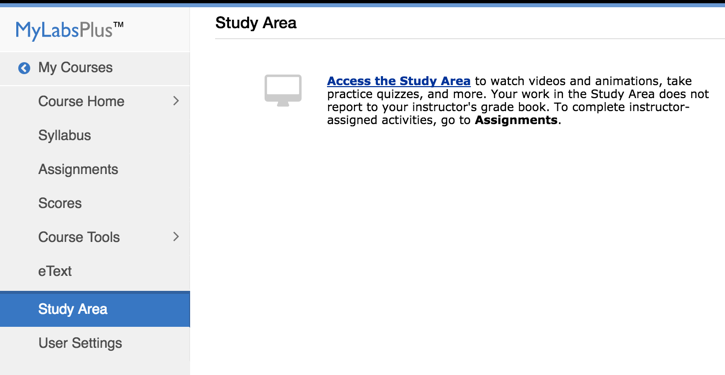 MyLabsPlus™
My Courses
Course Home
Syllabus
Assignments
Scores
Course Tools
eText
Study Area
User Settings
Study Area
Access the Study Area to watch videos and animations, take
practice quizzes, and more. Your work in the Study Area does not
report to your instructor's grade book. To complete instructor-
assigned activities, go to Assignments.